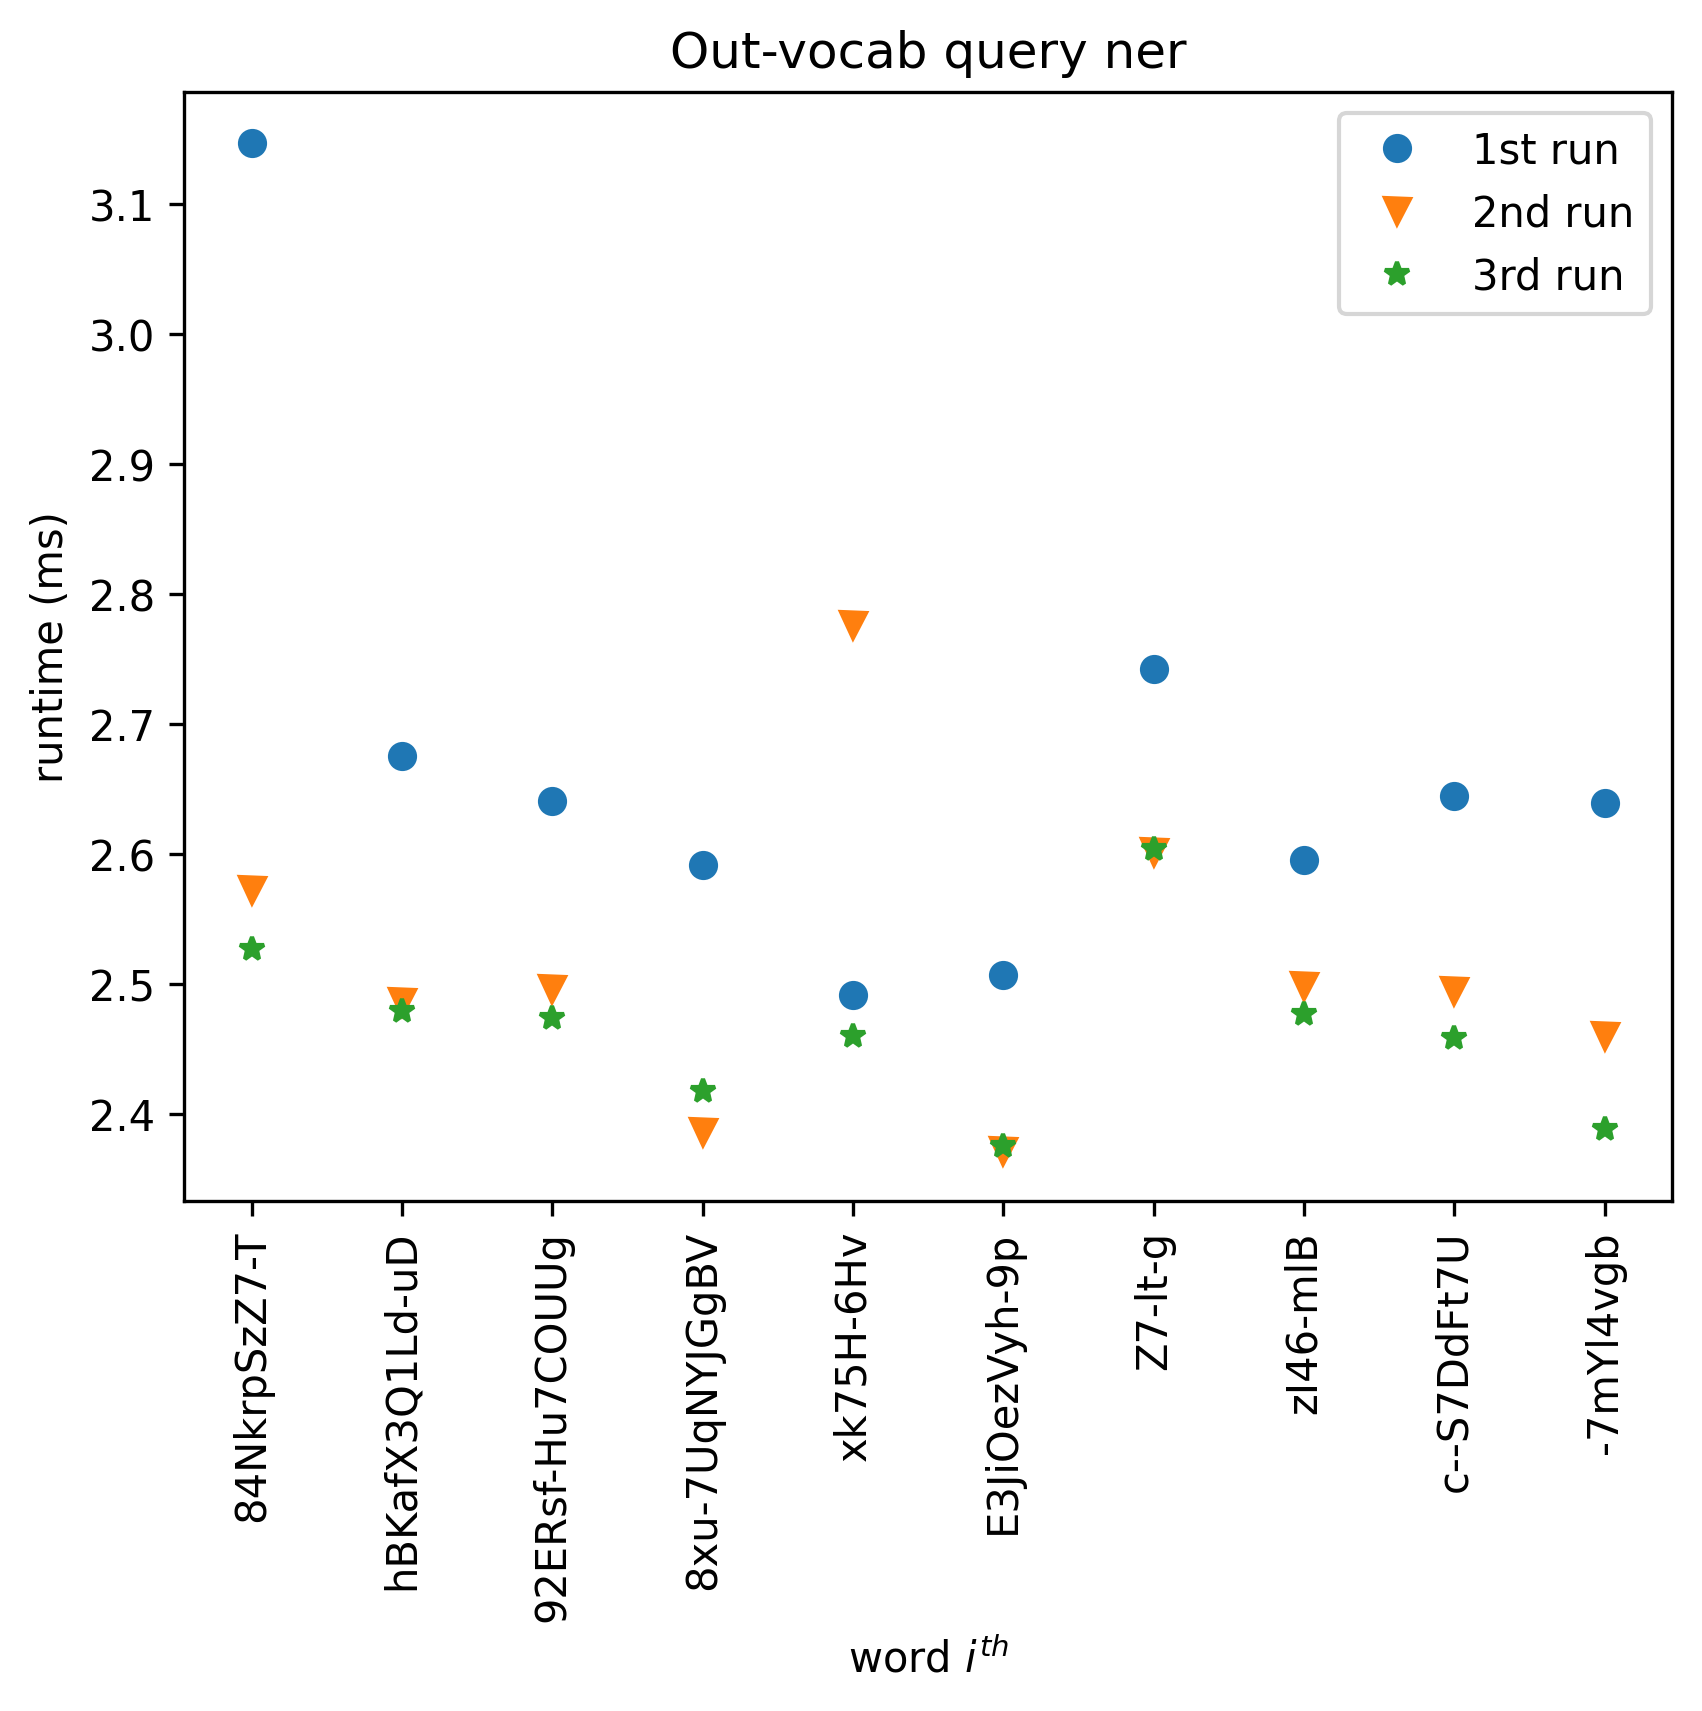 Out-vocab query ner
1st run
2nd run
3rd run
runtime (ms)
3.1
3.0
2.9
2.8
2.7
2.6
2.5
2.4
84NkrpSzZ7-T
hBKafX3Q1Ld-uD
92ERsf-Hu7COUUg
8xu-7UqNYJGgBV
xk75H-6Hv
E3JiOezVyh-9p
Z7-lt-g
zl46-mlB
c--S7DdFt7U
-7mYl4vgb
word i^th